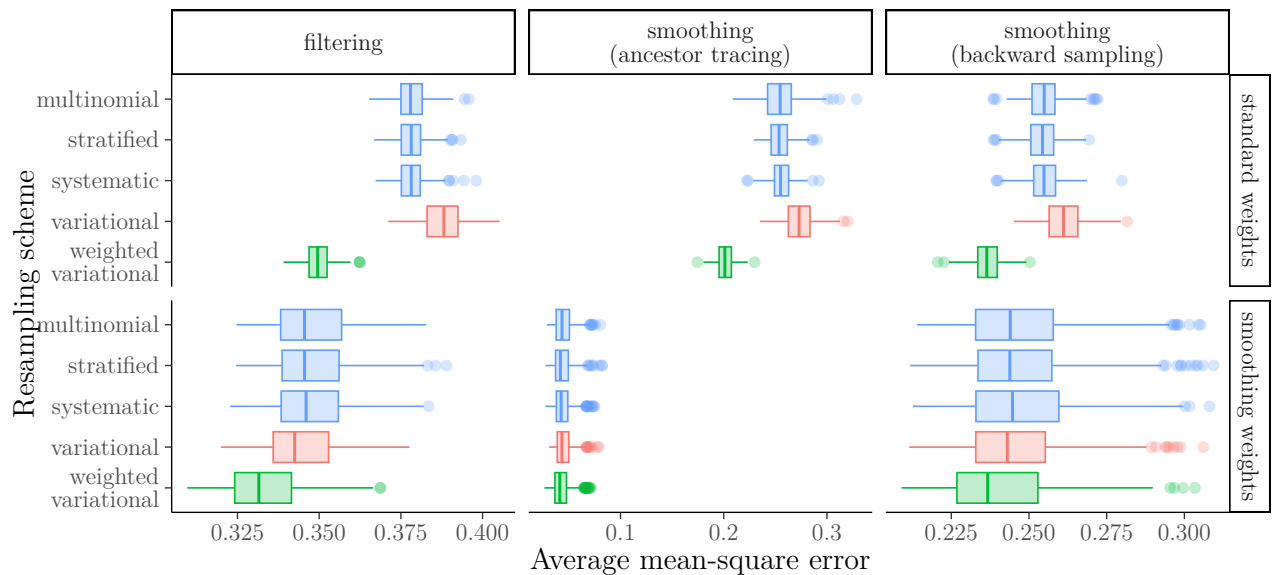 filtering
smoothing
(ancestor tracing)
smoothing
(backward sampling)
Resampling scheme
multinomial
stratified
systematic
variational
weighted
variational
standard weights
multinomial
stratified
systematic
variational
weighted
variational
smoothing weights
0.325 0.350 0.375 0.400
0.1 0.2 0.3
0.225 0.250 0.275 0.300
Average mean-square error